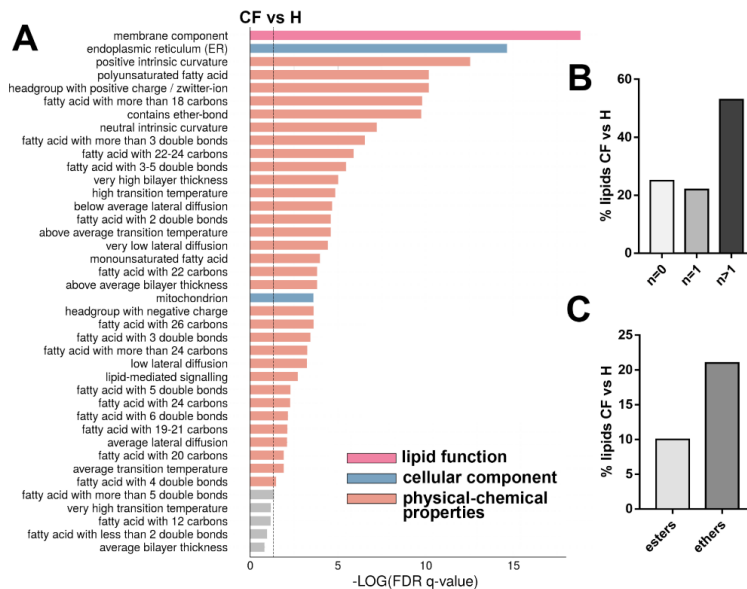 A
CF vs H
membrane component
endoplasmic reticulum (ER)
positive intrinsic curvature
polyunsaturated fatty acid
headgroup with positive charge / zwitter-ion
fatty acid with more than 18 carbons
contains ether-bond
neutral intrinsic curvature
fatty acid with more than 3 double bonds
fatty acid with 22-24 carbons
fatty acid with 3-5 double bonds
very high bilayer thickness
high transition temperature
below average lateral diffusion
fatty acid with 2 double bonds
above average transition temperature
very low lateral diffusion
monounsaturated fatty acid
fatty acid with 22 carbons
above average bilayer thickness
mitochondrion
headgroup with negative charge
fatty acid with 26 carbons
fatty acid with 3 double bonds
fatty acid with more than 24 carbons
low lateral diffusion
lipid-mediated signalling
fatty acid with 5 double bonds
fatty acid with 24 carbons
fatty acid with 6 double bonds
fatty acid with 19-21 carbons
average lateral diffusion
fatty acid with 20 carbons
average transition temperature
fatty acid with 4 double bonds
fatty acid with more than 5 double bonds
very high transition temperature
fatty acid with 12 carbons
fatty acid with less than 2 double bonds
average bilayer thickness
lipid function
cellular component
physical-chemical
properties
0 5 10 15
-LOG(FDR q-value)
B
% lipids CF vs H
60
40
20
0
n=0 n=1 n>1
C
% lipids CF vs H
25
20
15
10
5
0
esters ethers